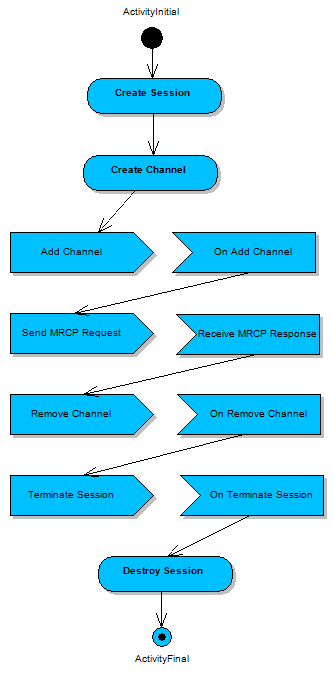 ActivityInitial
Create Session
Create Channel
Add Channel
On Add Channel
Send MRCP Request
Receive MRCP Response
Remove Channel
On Remove Channel
Terminate Session
On Terminate Session
Destroy Session
ActivityFinal